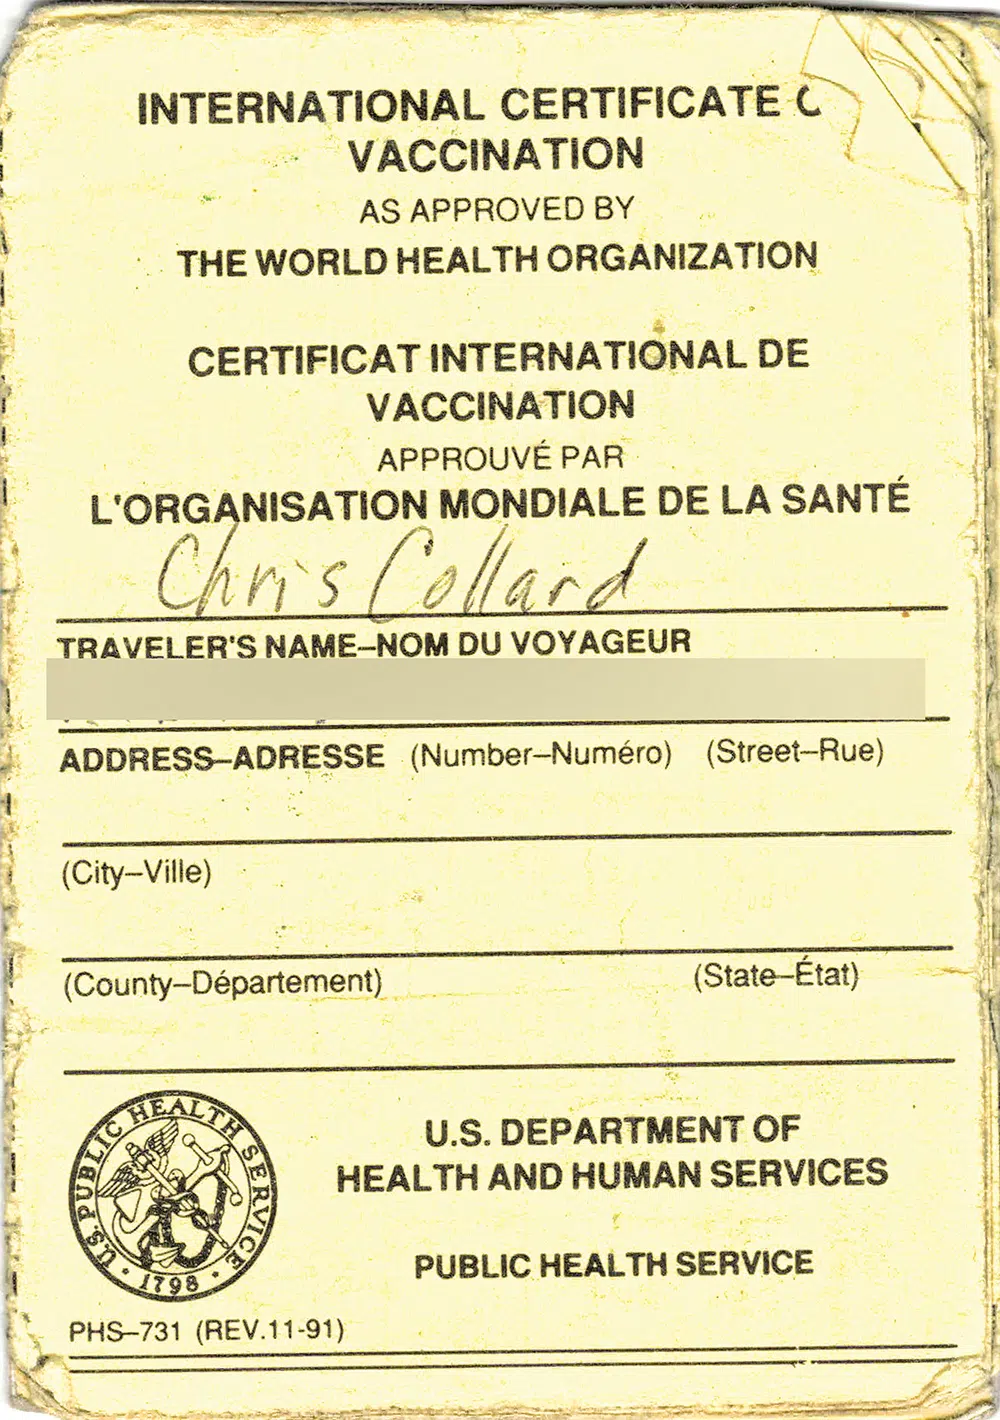 INTERNATIONAL CERTIFICATE
VACCINATION
AS APPROVED BY
THE WORLD HEALTH ORGANIZATION
CERTIFICAT INTERNATIONAL DE
VACCINATION
APPROUVÉ PAR
L'ORGANISATION MONDIALE DE LA SANTÉ
Chris Collard
TRAVELER'S NAME–NOM DU VOYAGEUR
ADDRESS–ADRESSE (Number–Numéro) (Street–Rue)
(City–Ville)
(County–Département) (State–État)
U.S. PUBLIC HEALTH SERVICE
· 1798 ·
U.S. DEPARTMENT OF
HEALTH AND HUMAN SERVICES
PUBLIC HEALTH SERVICE
PHS–731 (REV.11-91)